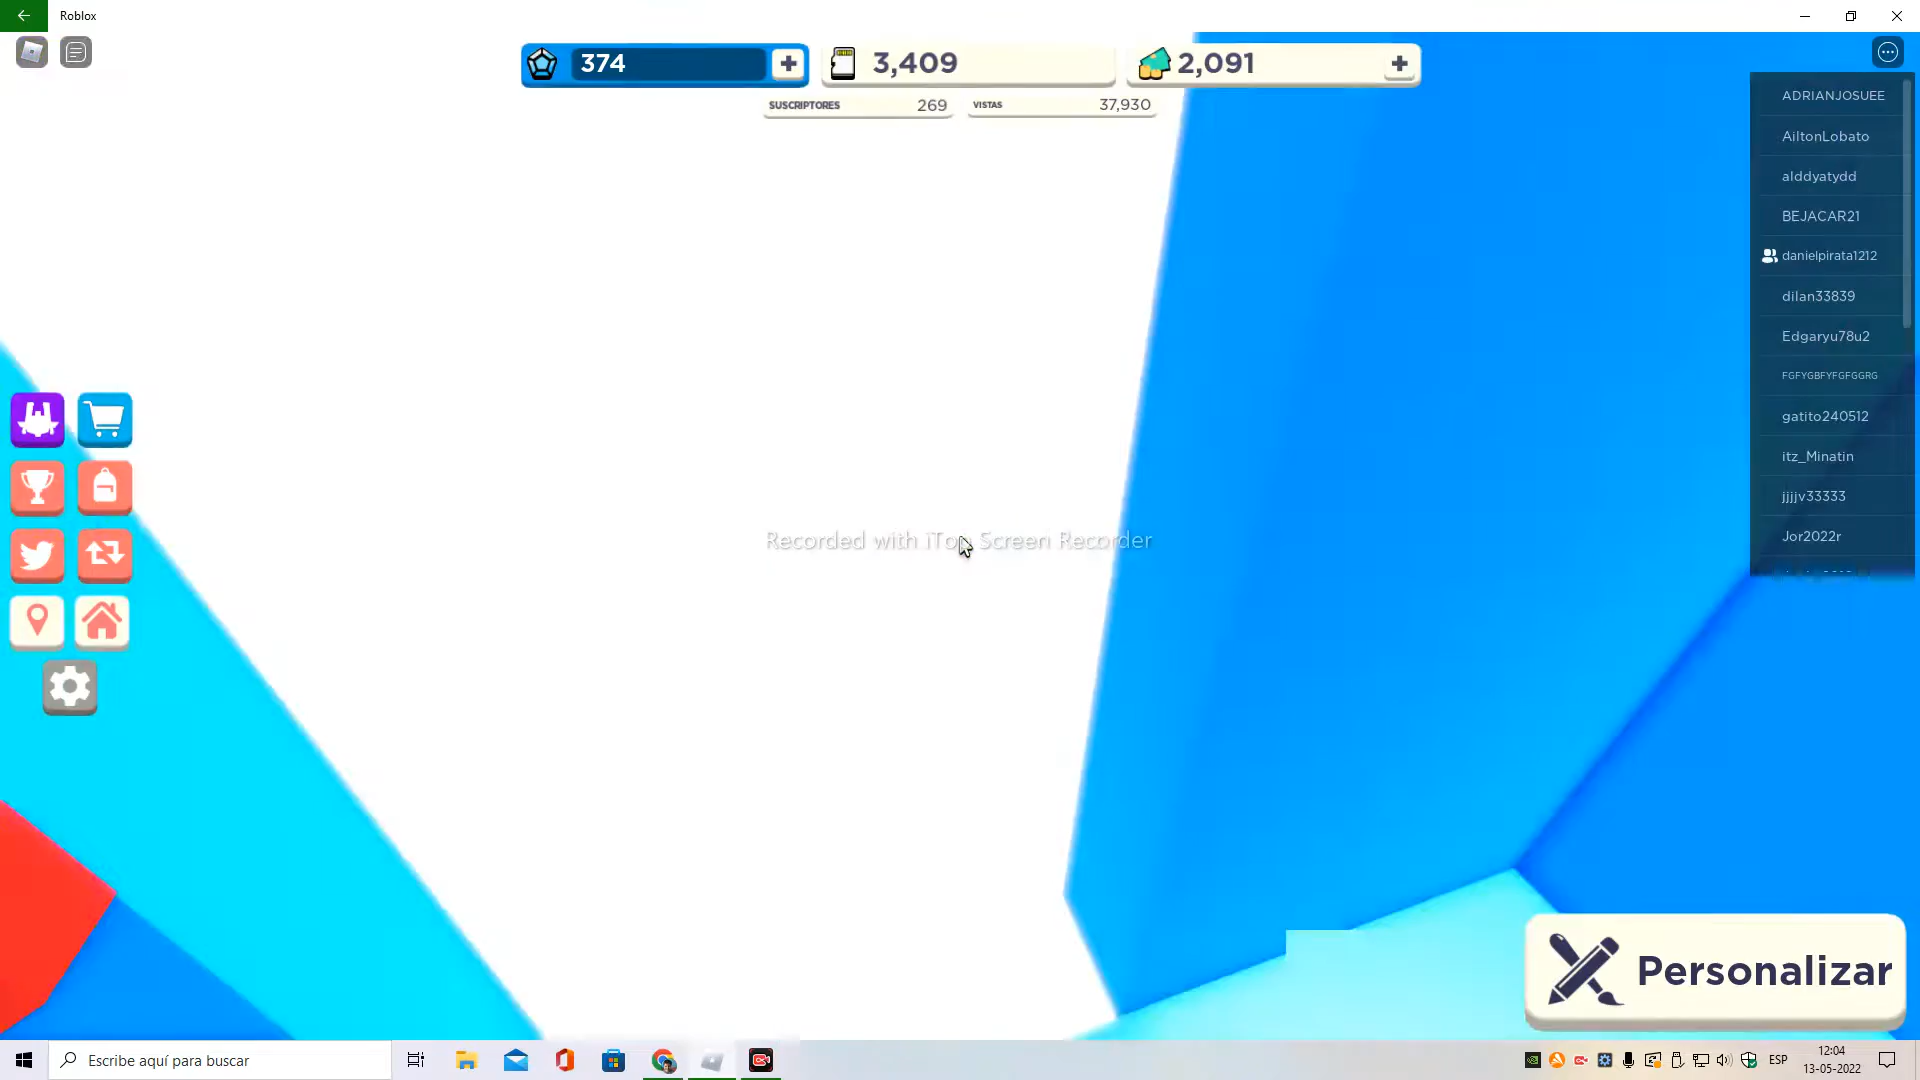 Roblox
374
3,409
2,091
SUSCRIPTORES 269
VISTAS 37,930
ADRIANJOSUEE
AiltonLobato
alddyatydd
BEJACAR21
danielpirata1212
dilan33839
Edgaryu78u2
FGFYGBFYFGFGGRG
gatito240512
itz_Minatin
jjjjv33333
Jor2022r
Recorded with iTop Screen Recorder
Personalizar
Escribe aquí para buscar
ESP
12:04
13-05-2022